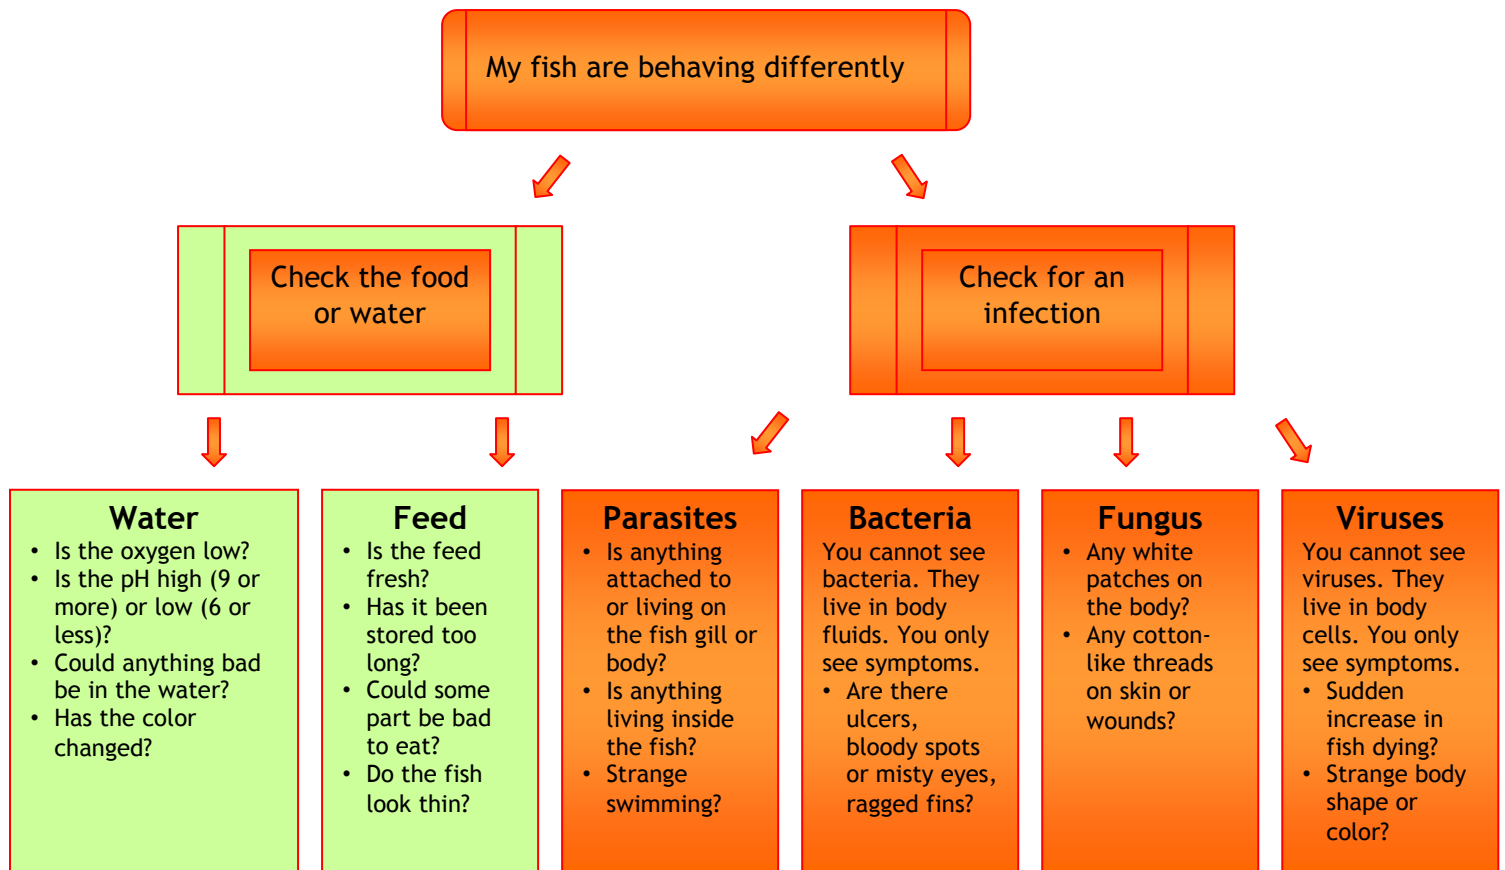 My fish are behaving differently
Check the food
or water
Check for an
infection
Water
• Is the oxygen low?
• Is the pH high (9 or
more) or low (6 or
less)?
• Could anything bad
be in the water?
• Has the color
changed?
Feed
• Is the feed
fresh?
• Has it been
stored too
long?
• Could some
part be bad
to eat?
• Do the fish
look thin?
Parasites
• Is anything
attached to
or living on
the fish gill or
body?
• Is anything
living inside
the fish?
• Strange
swimming?
Bacteria
You cannot see
bacteria. They
live in body
fluids. You only
see symptoms.
• Are there
ulcers,
bloody spots
or misty eyes,
ragged fins?
Fungus
• Any white
patches on
the body?
• Any cotton-
like threads
on skin or
wounds?
Viruses
You cannot see
viruses. They
live in body
cells. You only
see symptoms.
• Sudden
increase in
fish dying?
• Strange body
shape or
color?